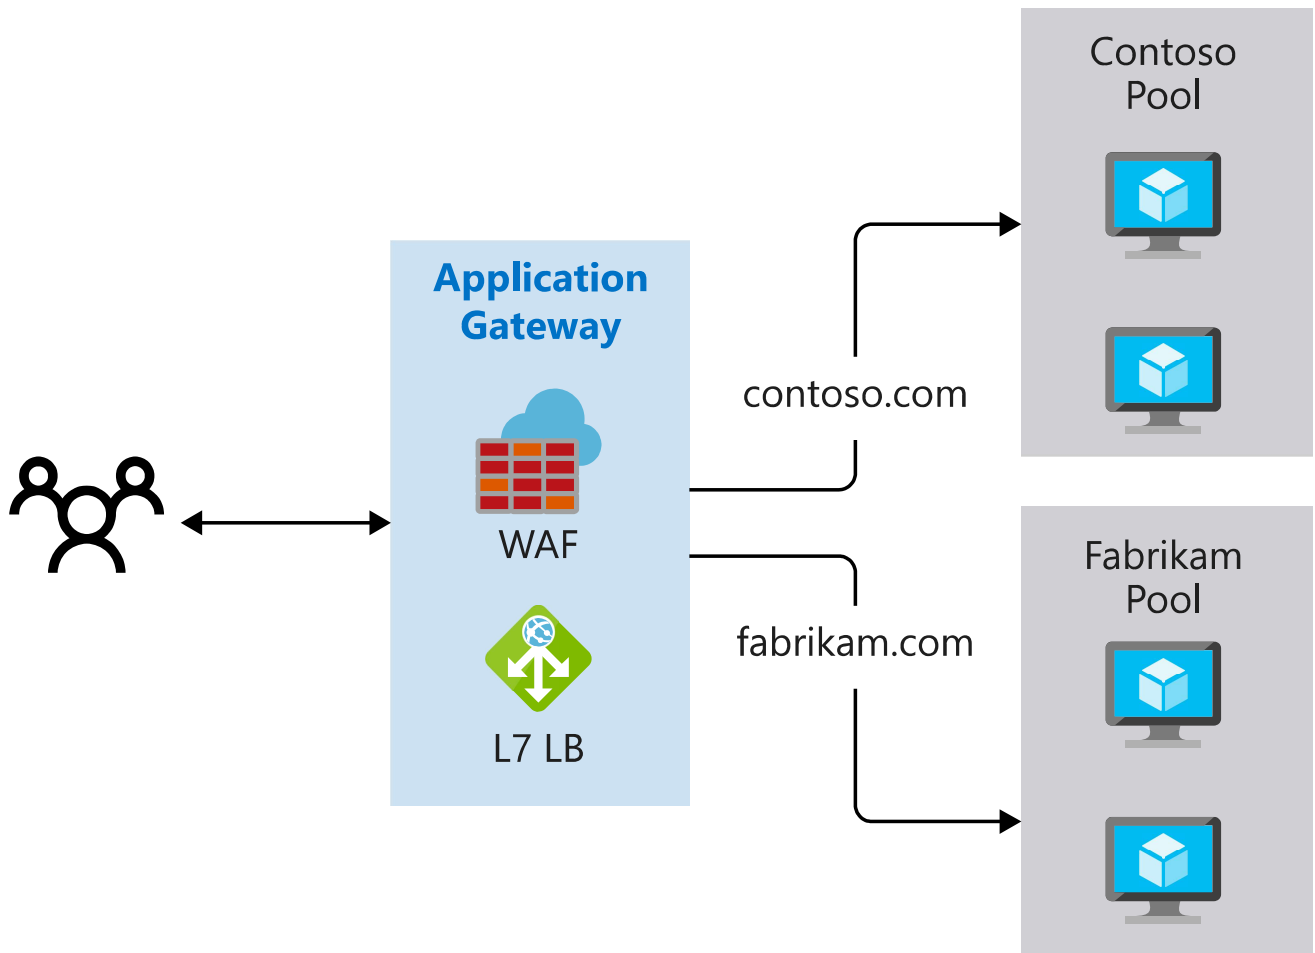 Application
Gateway
WAF
L7 LB
contoso.com
fabrikam.com
Contoso
Pool
Fabrikam
Pool